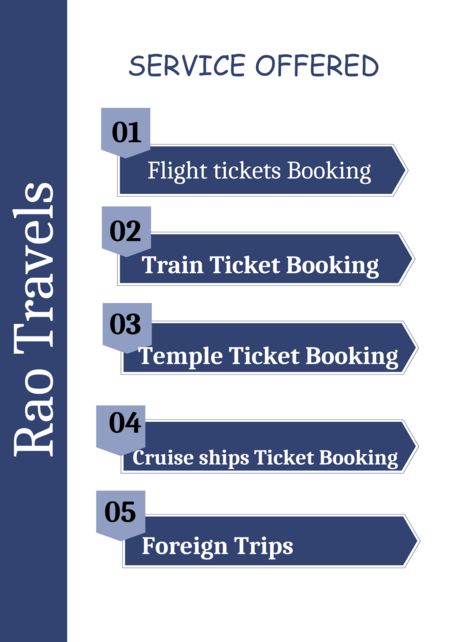 Rao Travels
SERVICE OFFERED
01
Flight tickets Booking
02
Train Ticket Booking
03
Temple Ticket Booking
04
Cruise ships Ticket Booking
05
Foreign Trips